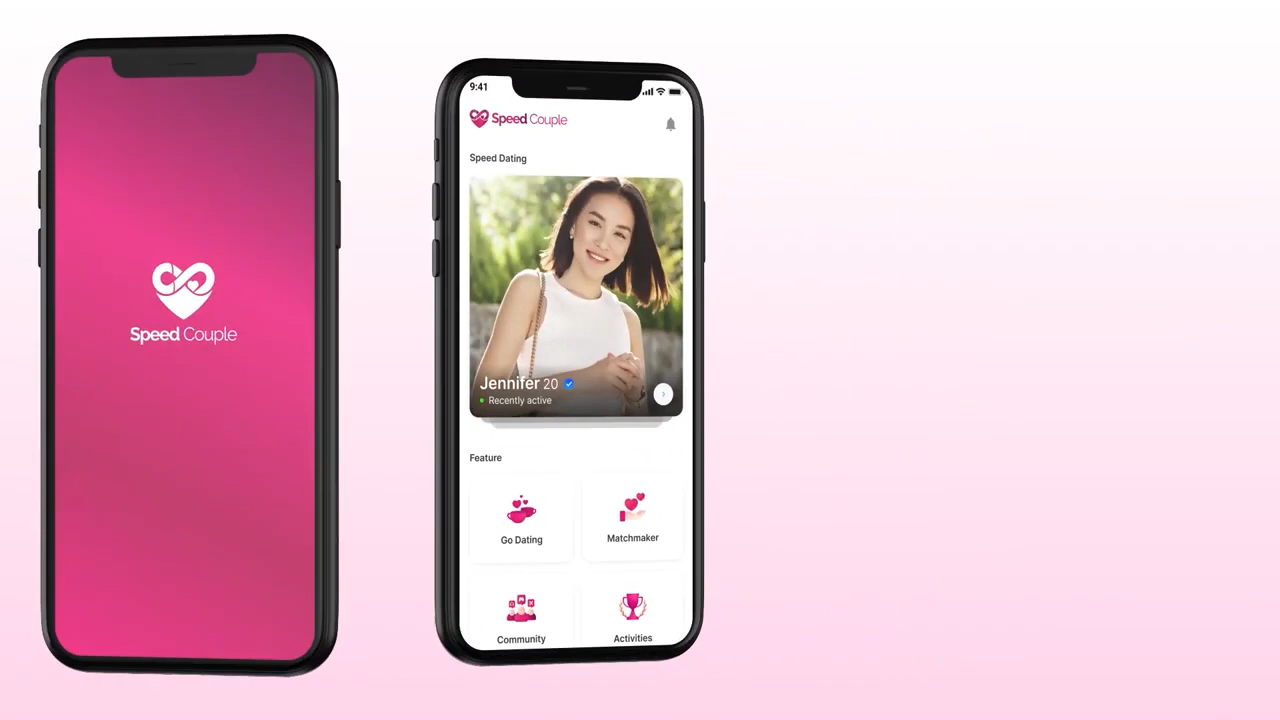 Speed Couple
9:41
Speed Couple
Speed Dating
Jennifer 20
Recently active
Feature
Go Dating
Matchmaker
Community
Activities